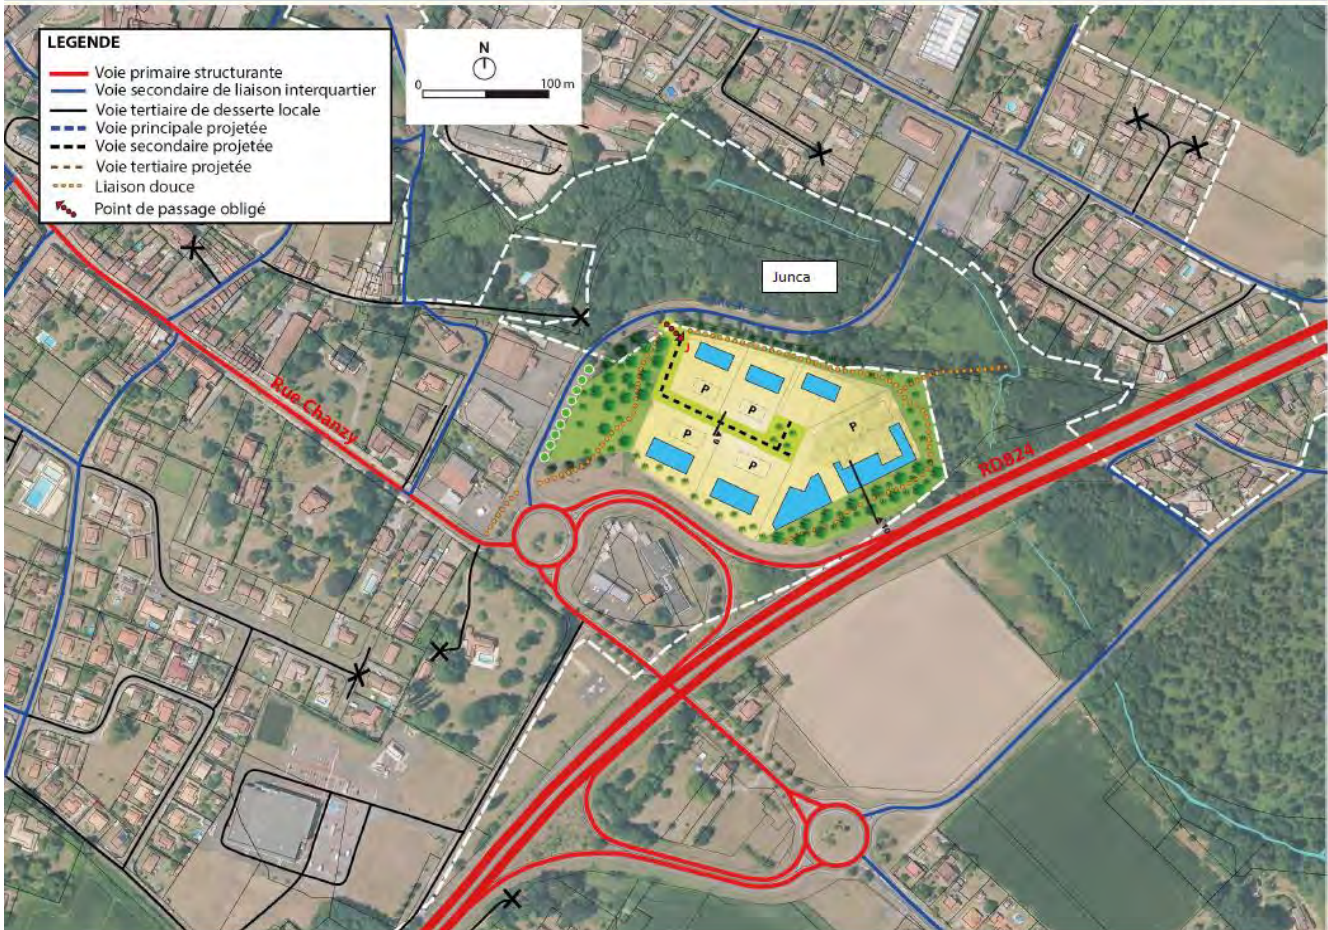 LEGENDE
Voie primaire structurante
Voie secondaire de liaison interquartier
Voie tertiaire de desserte locale
Voie principale projetée
Voie secondaire projetée
Voie tertiaire projetée
Liaison douce
Point de passage obligé
N
0 100 m
Junca
Rue Chanzy
RD824
P
P
P
P
P